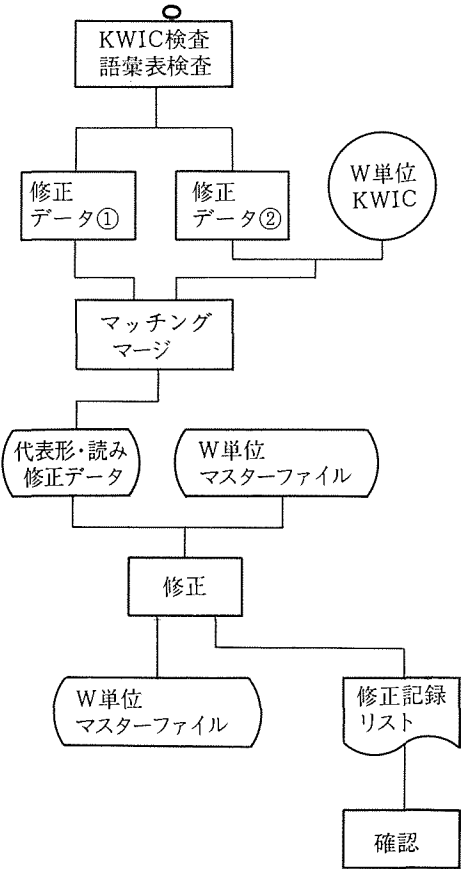 KWIC検査
語彙表検査
修正
データ①
修正
データ②
W単位
KWIC
マッチング
マージ
代表形・読み
修正データ
W単位
マスターファイル
修正
W単位
マスターファイル
修正記録
リスト
確認